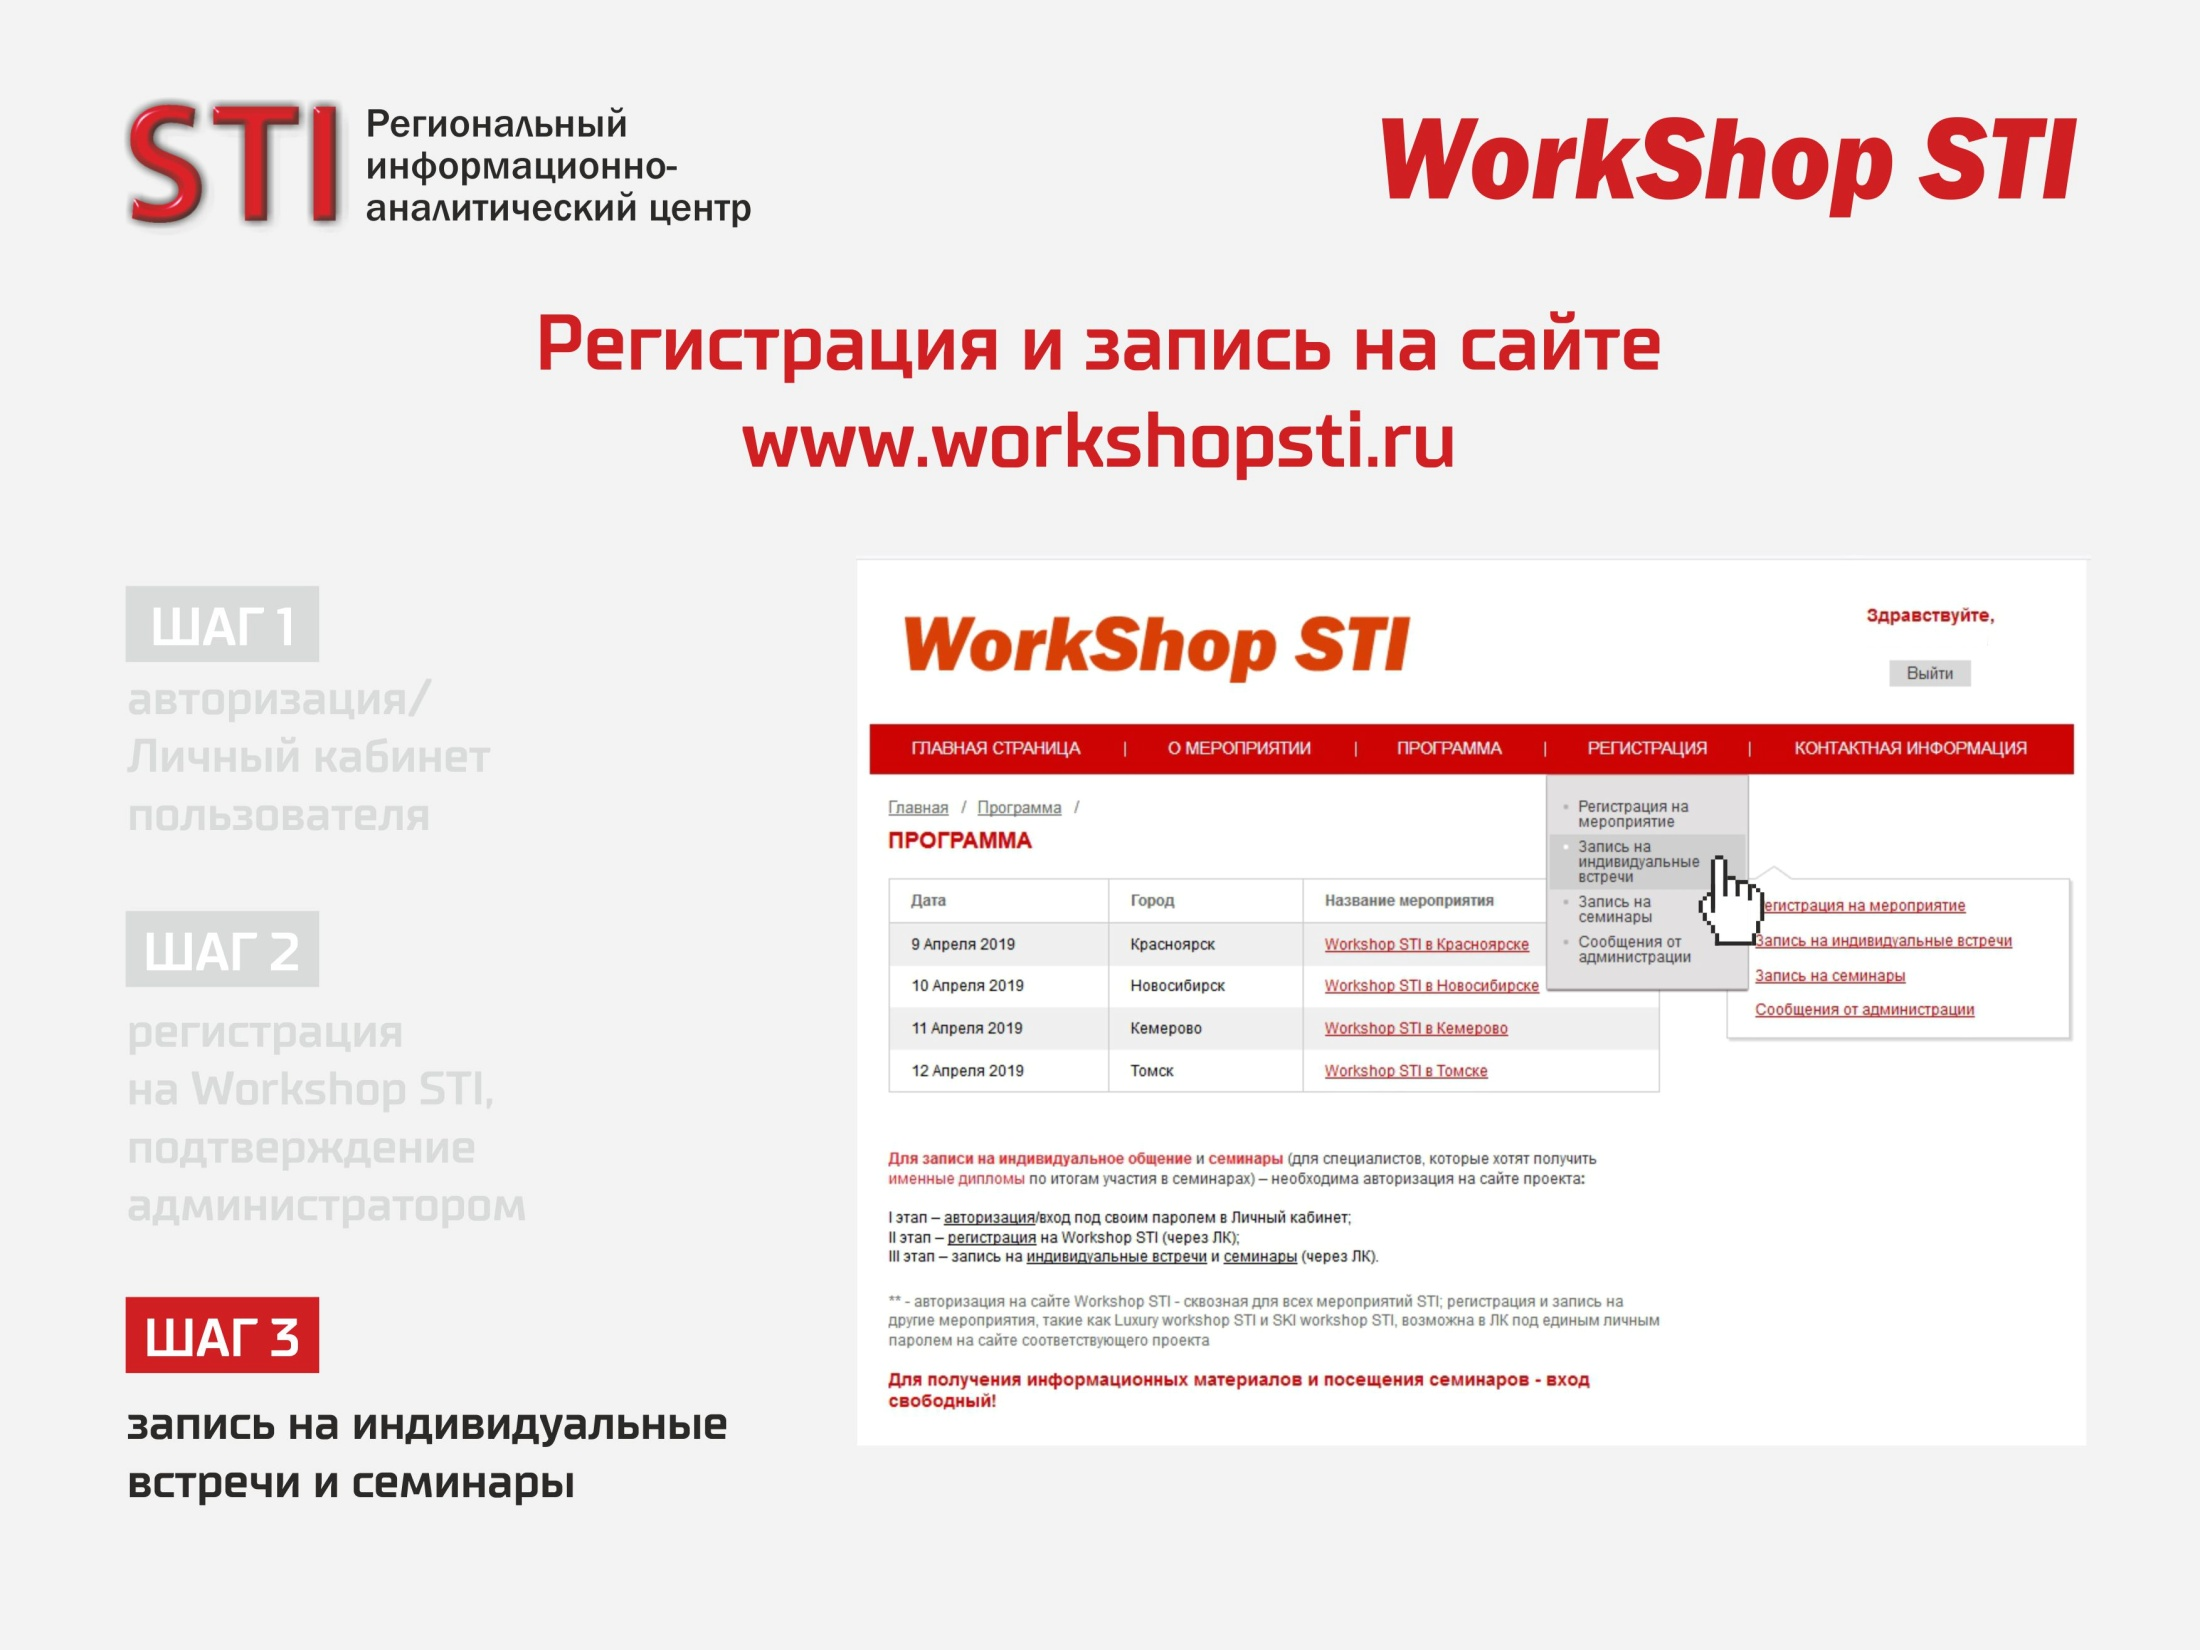 STI
Региональный
информационно-
аналитический центр
WorkShop STI
Регистрация и запись на сайте
www.workshopsti.ru
ШАГ 1
авторизация/
Личный кабинет
пользователя
ШАГ 2
регистрация
на Workshop STI,
подтверждение
администратором
ШАГ 3
запись на индивидуальные
встречи и семинары
WorkShop STI
Здравствуйте,
Выйти
ГЛАВНАЯ СТРАНИЦА | О МЕРОПРИЯТИИ | ПРОГРАММА | РЕГИСТРАЦИЯ | КОНТАКТНАЯ ИНФОРМАЦИЯ
Главная / Программа /
ПРОГРАММА
Дата Город Название мероприятия
9 Апреля 2019 Красноярск Workshop STI в Красноярске
10 Апреля 2019 Новосибирск Workshop STI в Новосибирске
11 Апреля 2019 Кемерово Workshop STI в Кемерово
12 Апреля 2019 Томск Workshop STI в Томске
Регистрация на
мероприятие
Запись на
индивидуальные
встречи
Запись на
семинары
Сообщения от
администрации
егистрация на мероприятие
Запись на индивидуальные встречи
Запись на семинары
Сообщения от администрации
Для записи на индивидуальное общение и семинары (для специалистов, которые хотят получить
именные дипломы по итогам участия в семинарах) – необходима авторизация на сайте проекта:
I этап – авторизация/вход под своим паролем в Личный кабинет;
II этап – регистрация на Workshop STI (через ЛК);
III этап – запись на индивидуальные встречи и семинары (через ЛК).
** - авторизация на сайте Workshop STI - сквозная для всех мероприятий STI; регистрация и запись на
другие мероприятия, такие как Luxury workshop STI и SKI workshop STI, возможна в ЛК под единым личным
паролем на сайте соответствующего проекта
Для получения информационных материалов и посещения семинаров - вход
свободный!